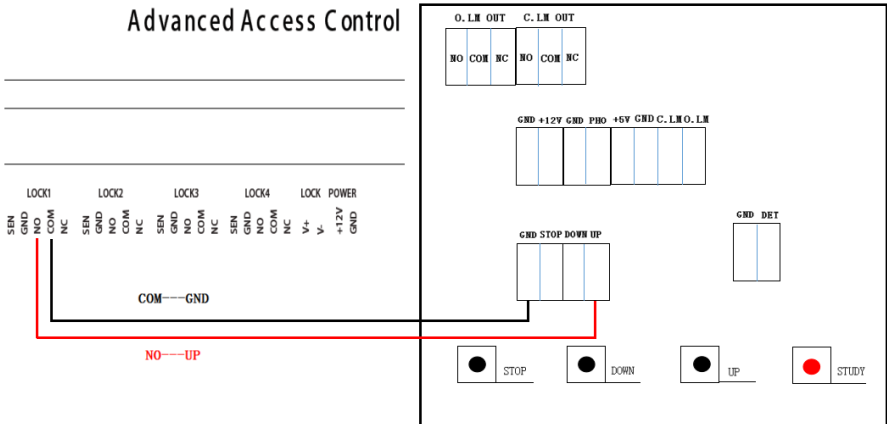 Advanced Access Control
O.LM OUT C.LM OUT
NO COM NC NO COM NC
GND +12V GND PHO +5V GND C.LM O.LM
LOCK1 LOCK2 LOCK3 LOCK4 LOCK POWER
SEN GND NO COM NC SEN GND NO COM NC SEN GND NO COM NC SEN GND NO COM NC V+ V- +12V GND
GND DET
GND STOP DOWN UP
COM---GND
NO---UP
STOP DOWN UP STUDY